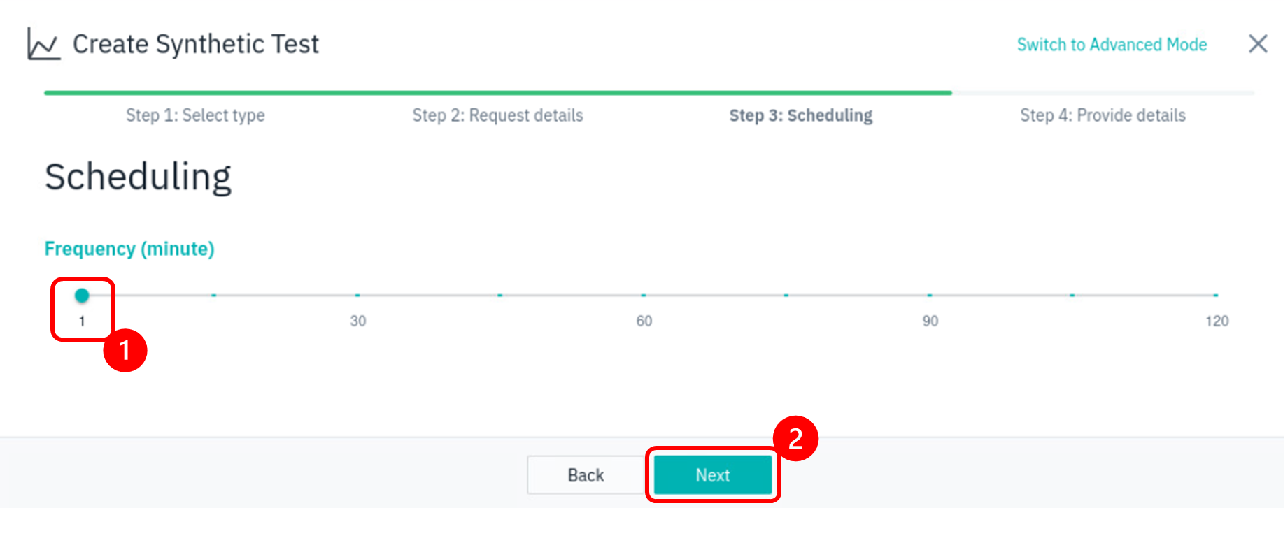 Create Synthetic Test
Switch to Advanced Mode
Step 1: Select type
Step 2: Request details
Step 3: Scheduling
Step 4: Provide details
Scheduling
Frequency (minute)
1
30
60
90
120
1
2
Back
Next